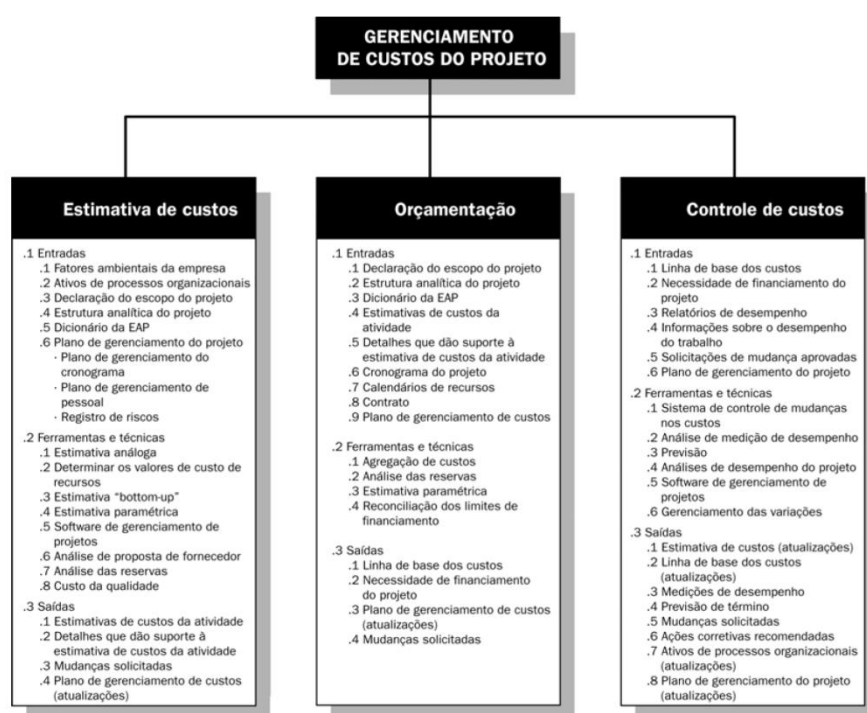 GERENCIAMENTO
DE CUSTOS DO PROJETO
Estimativa de custos
.1 Entradas
.1 Fatores ambientais da empresa
.2 Ativos de processos organizacionais
.3 Declaração do escopo do projeto
.4 Estrutura analítica do projeto
.5 Dicionário da EAP
.6 Plano de gerenciamento do projeto
· Plano de gerenciamento do
cronograma
· Plano de gerenciamento de
pessoal
· Registro de riscos
.2 Ferramentas e técnicas
.1 Estimativa análoga
.2 Determinar os valores de custo de
recursos
.3 Estimativa “bottom-up”
.4 Estimativa paramétrica
.5 Software de gerenciamento de
projetos
.6 Análise de proposta de fornecedor
.7 Análise das reservas
.8 Custo da qualidade
.3 Saídas
.1 Estimativas de custos da atividade
.2 Detalhes que dão suporte à
estimativa de custos da atividade
.3 Mudanças solicitadas
.4 Plano de gerenciamento de custos
(atualizações)
Orçamentação
.1 Entradas
.1 Declaração do escopo do projeto
.2 Estrutura analítica do projeto
.3 Dicionário da EAP
.4 Estimativas de custos da
atividade
.5 Detalhes que dão suporte à
estimativa de custos da atividade
.6 Cronograma do projeto
.7 Calendários de recursos
.8 Contrato
.9 Plano de gerenciamento de custos
.2 Ferramentas e técnicas
.1 Agregação de custos
.2 Análise das reservas
.3 Estimativa paramétrica
.4 Reconciliação dos limites de
financiamento
.3 Saídas
.1 Linha de base dos custos
.2 Necessidade de financiamento
do projeto
.3 Plano de gerenciamento de custos
(atualizações)
.4 Mudanças solicitadas
Controle de custos
.1 Entradas
.1 Linha de base dos custos
.2 Necessidade de financiamento do
projeto
.3 Relatórios de desempenho
.4 Informações sobre o desempenho
do trabalho
.5 Solicitações de mudança aprovadas
.6 Plano de gerenciamento do projeto
.2 Ferramentas e técnicas
.1 Sistema de controle de mudanças
nos custos
.2 Análise de medição de desempenho
.3 Previsão
.4 Análises de desempenho do projeto
.5 Software de gerenciamento de
projetos
.6 Gerenciamento das variações
.3 Saídas
.1 Estimativa de custos (atualizações)
.2 Linha de base dos custos
(atualizações)
.3 Medições de desempenho
.4 Previsão de término
.5 Mudanças solicitadas
.6 Ações corretivas recomendadas
.7 Ativos de processos organizacionais
(atualizações)
.8 Plano de gerenciamento do projeto
(atualizações)